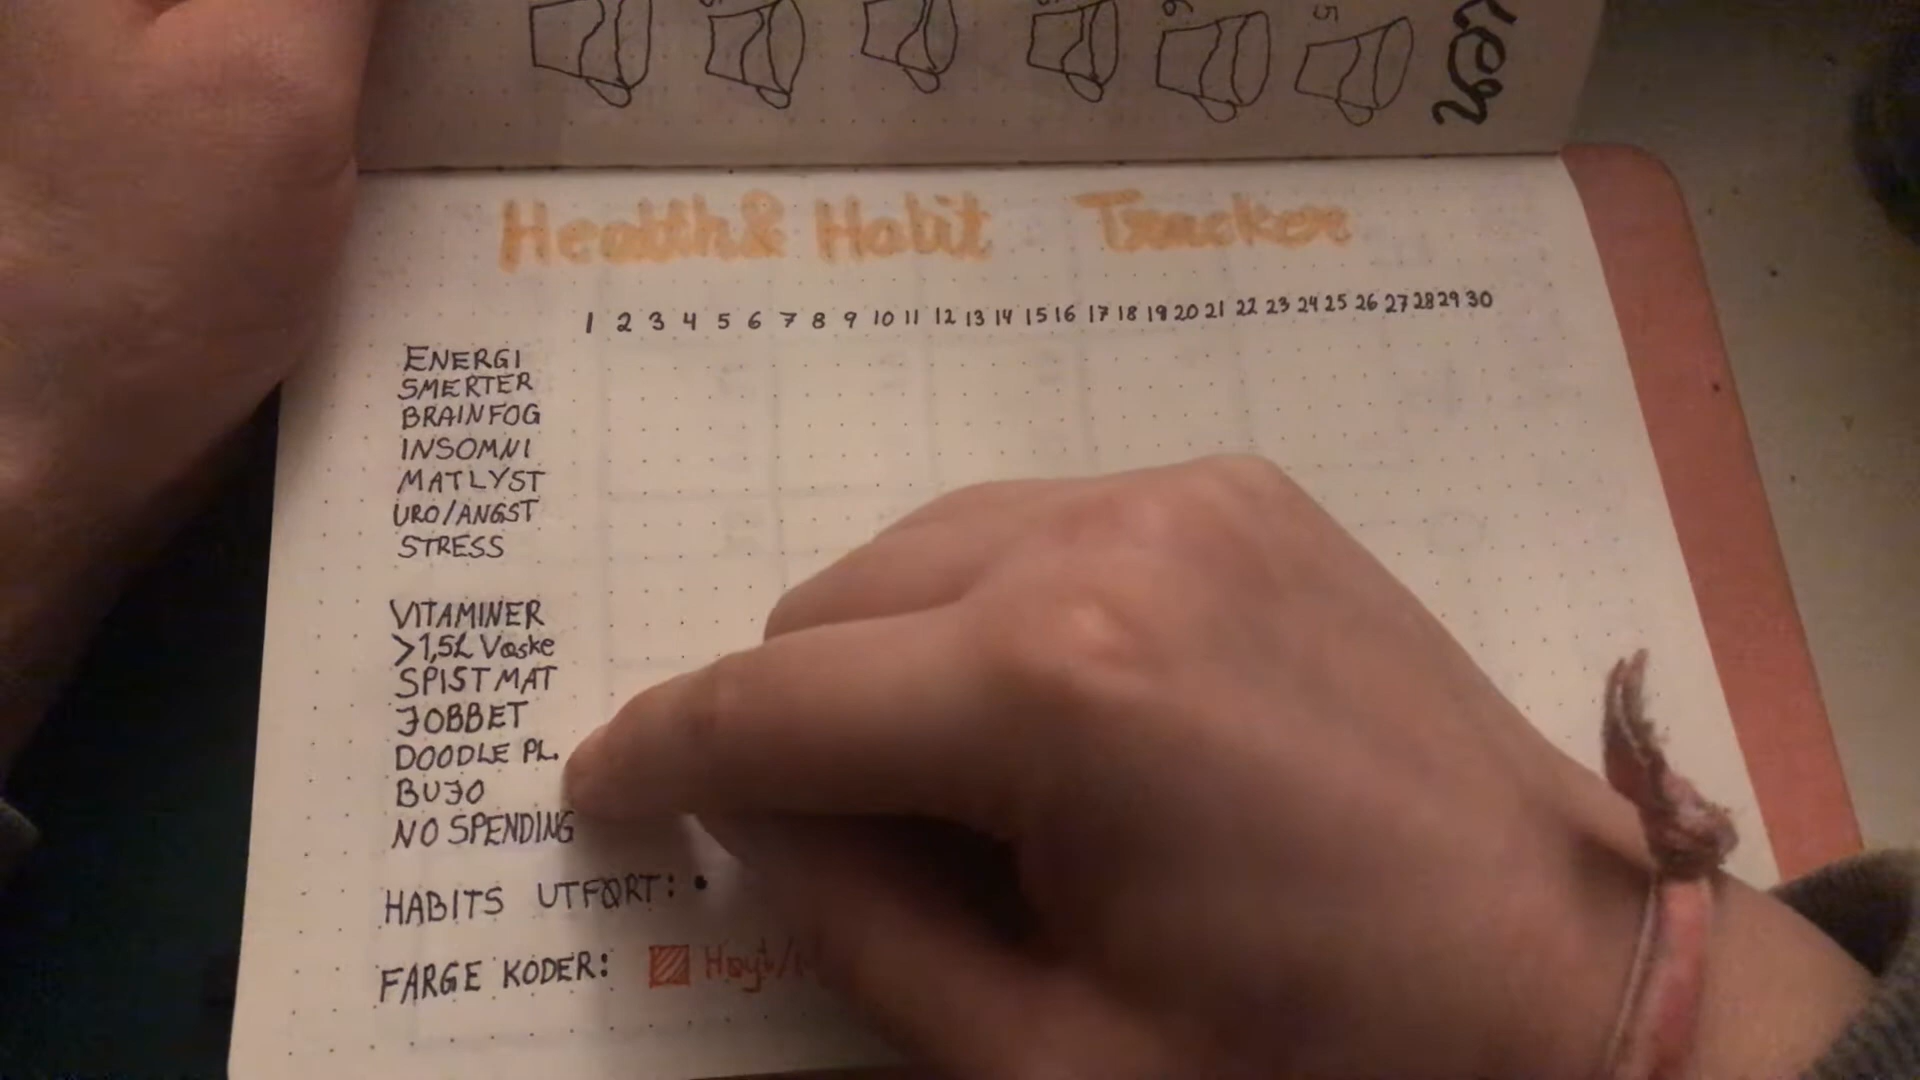 Health & Habit Tracker
1 2 3 4 5 6 7 8 9 10 11 12 13 14 15 16 17 18 19 20 21 22 23 24 25 26 27 28 29 30
ENERGI
SMERTER
BRAINFOG
INSOMNI
MATLYST
URO/ANGST
STRESS
VITAMINER
>1,5L Væske
SPIST MAT
JOBBET
DOODLE PL.
BUJO
NO SPENDING
HABITS UTFØRT: •
FARGE KODER: Høyt/